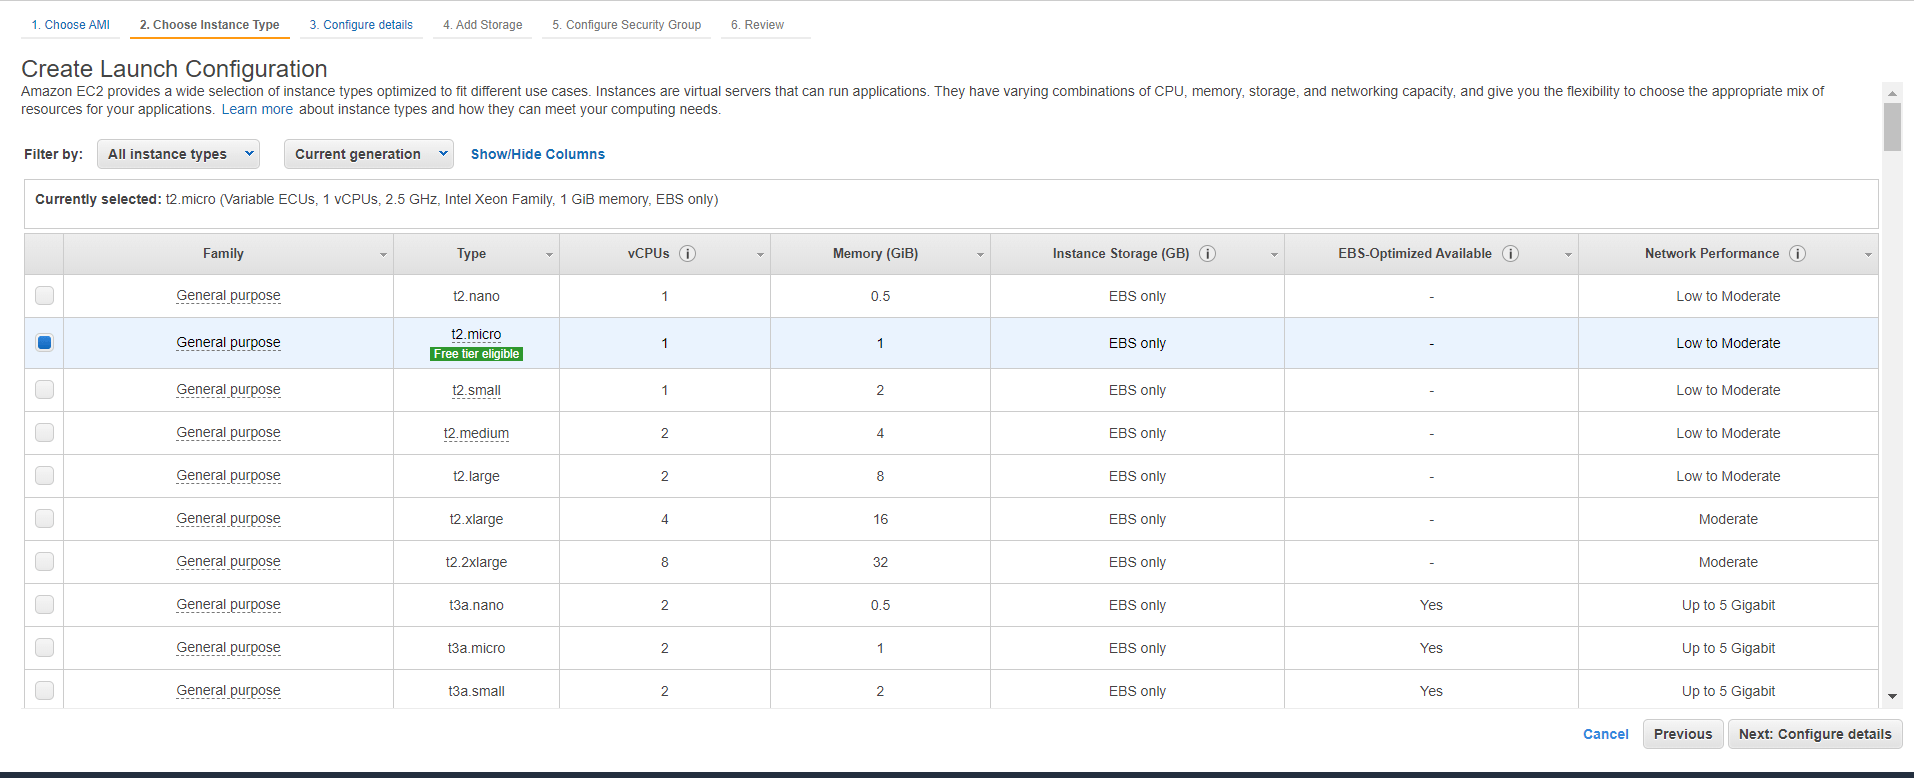 1. Choose AMI 2. Choose Instance Type 3. Configure details 4. Add Storage 5. Configure Security Group 6. Review
Create Launch Configuration
Amazon EC2 provides a wide selection of instance types optimized to fit different use cases. Instances are virtual servers that can run applications. They have varying combinations of CPU, memory, storage, and networking capacity, and give you the flexibility to choose the appropriate mix of
resources for your applications. Learn more about instance types and how they can meet your computing needs.
Filter by: All instance types Current generation Show/Hide Columns
Currently selected: t2.micro (Variable ECUs, 1 vCPUs, 2.5 GHz, Intel Xeon Family, 1 GiB memory, EBS only)
Family Type vCPUs i Memory (GiB) Instance Storage (GB) i EBS-Optimized Available i Network Performance i
General purpose t2.nano 1 0.5 EBS only - Low to Moderate
General purpose t2.micro 1 1 EBS only - Low to Moderate
Free tier eligible
General purpose t2.small 1 2 EBS only - Low to Moderate
General purpose t2.medium 2 4 EBS only - Low to Moderate
General purpose t2.large 2 8 EBS only - Low to Moderate
General purpose t2.xlarge 4 16 EBS only - Moderate
General purpose t2.2xlarge 8 32 EBS only - Moderate
General purpose t3a.nano 2 0.5 EBS only Yes Up to 5 Gigabit
General purpose t3a.micro 2 1 EBS only Yes Up to 5 Gigabit
General purpose t3a.small 2 2 EBS only Yes Up to 5 Gigabit
Cancel Previous Next: Configure details